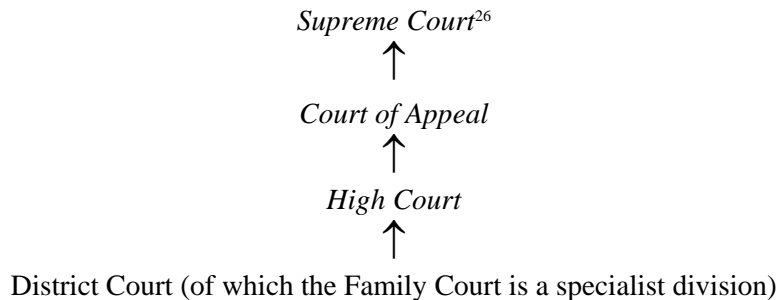 Supreme Court26
Court of Appeal
High Court
District Court (of which the Family Court is a specialist division)